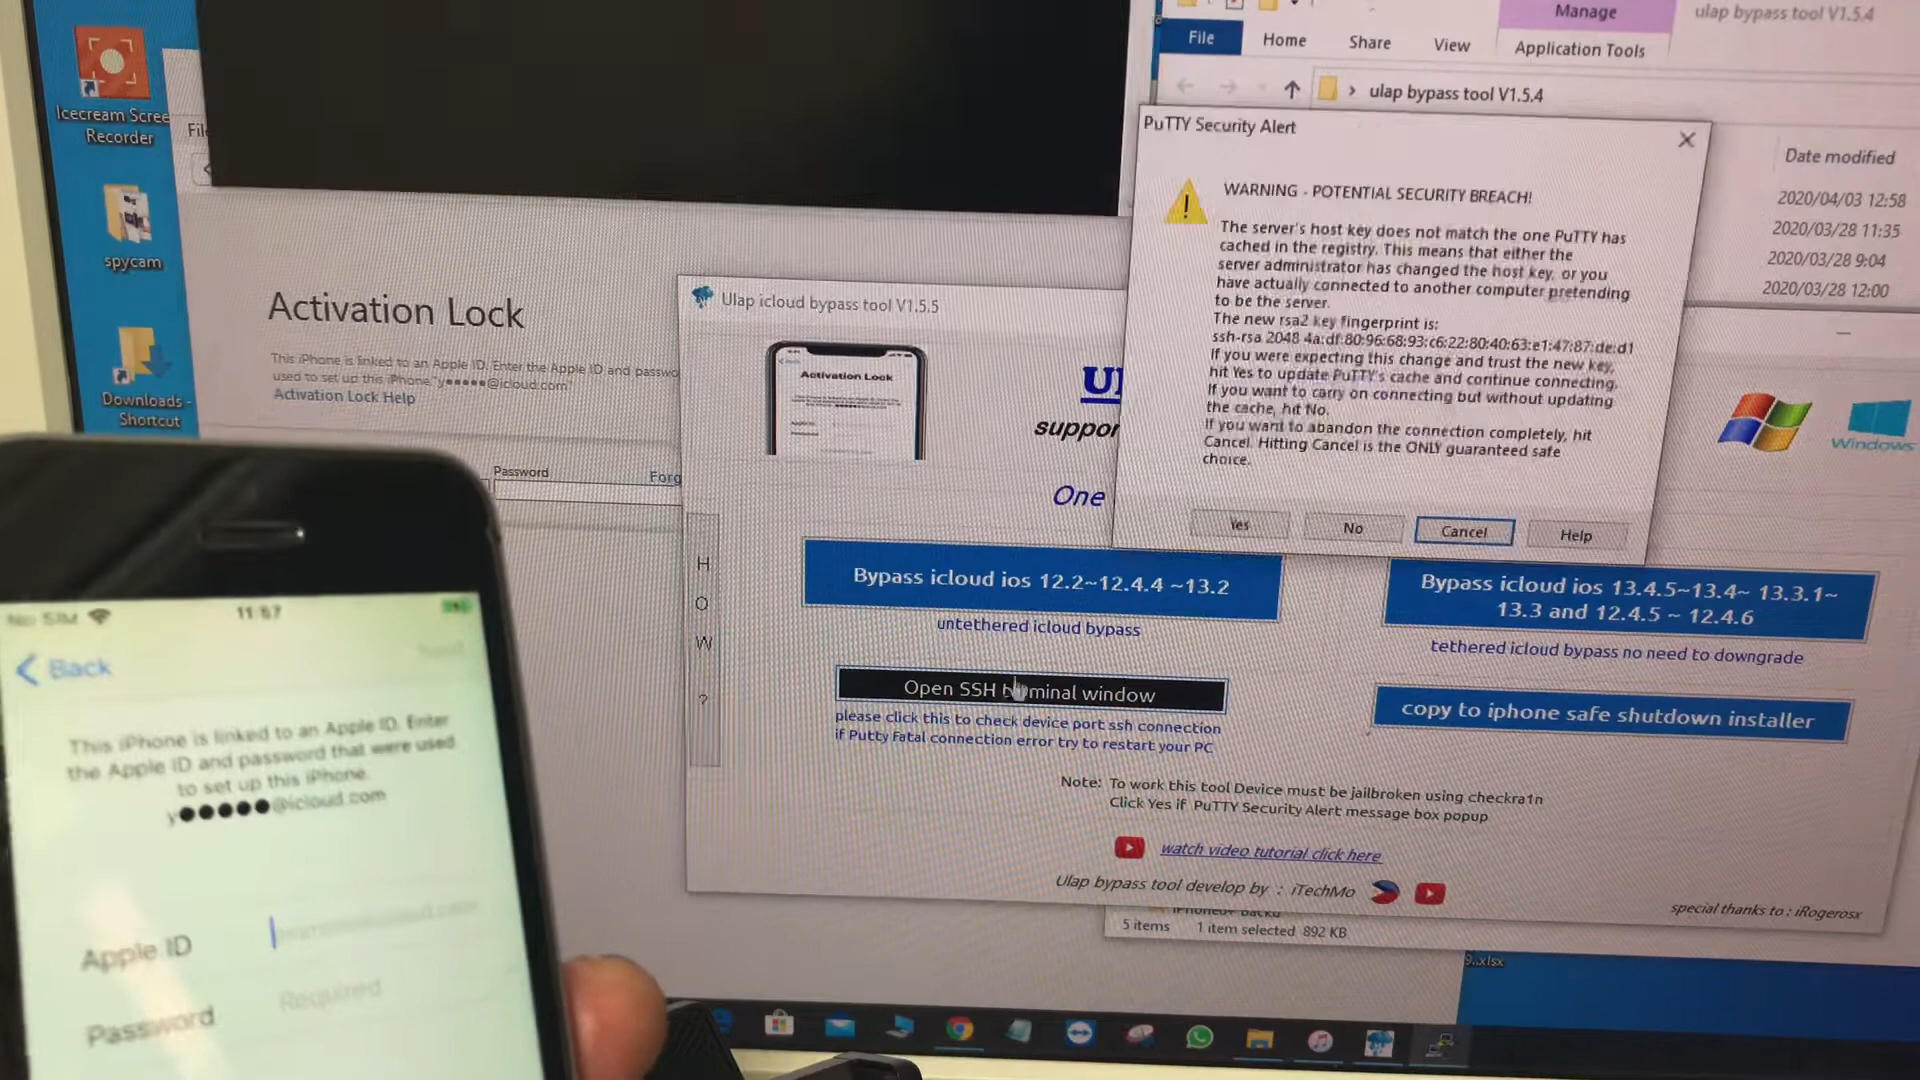 Icecream Scree
Recorder
spycam
Downloads -
Shortcut
Activation Lock
This iPhone is linked to an Apple ID. Enter the Apple ID and passwo
used to set up this iPhone."y●●●●●@icloud.com"
Activation Lock Help
Password
Forg
Manage
ulap bypass tool V1.5.4
File
Home
Share
View
Application Tools
ulap bypass tool V1.5.4
Date modified
2020/04/03 12:58
2020/03/28 11:35
2020/03/28 9:04
2020/03/28 12:00
PuTTY Security Alert
WARNING - POTENTIAL SECURITY BREACH!
The server's host key does not match the one PuTTY has
cached in the registry. This means that either the
server administrator has changed the host key, or you
have actually connected to another computer pretending
to be the server.
The new rsa2 key fingerprint is:
ssh-rsa 2048 4a:df:80:96:68:93:c6:22:80:40:63:e1:47:87:de:d1
If you were expecting this change and trust the new key,
hit Yes to update PuTTY's cache and continue connecting.
If you want to carry on connecting but without updating
the cache, hit No.
If you want to abandon the connection completely, hit
Cancel. Hitting Cancel is the ONLY guaranteed safe
choice.
Yes
No
Cancel
Help
Ulap icloud bypass tool V1.5.5
Activation Lock
Ul
suppor
One
Windows
H
O
W
?
Bypass icloud ios 12.2~12.4.4 ~13.2
untethered icloud bypass
Bypass icloud ios 13.4.5~13.4~ 13.3.1~
13.3 and 12.4.5 ~ 12.4.6
tethered icloud bypass no need to downgrade
Open SSH terminal window
please click this to check device port ssh connection
if Putty Fatal connection error try to restart your PC
copy to iphone safe shutdown installer
Note: To work this tool Device must be jailbroken using checkra1n
Click Yes if PuTTY Security Alert message box popup
watch video tutorial click here
Ulap bypass tool develop by : iTechMo
special thanks to : iRogerosx
5 items
1 item selected 892 KB
9..xlsx
No SIM
11:57
Back
This iPhone is linked to an Apple ID. Enter
the Apple ID and password that were used
to set up this iPhone.
y●●●●●@icloud.com
Apple ID
Password
Required